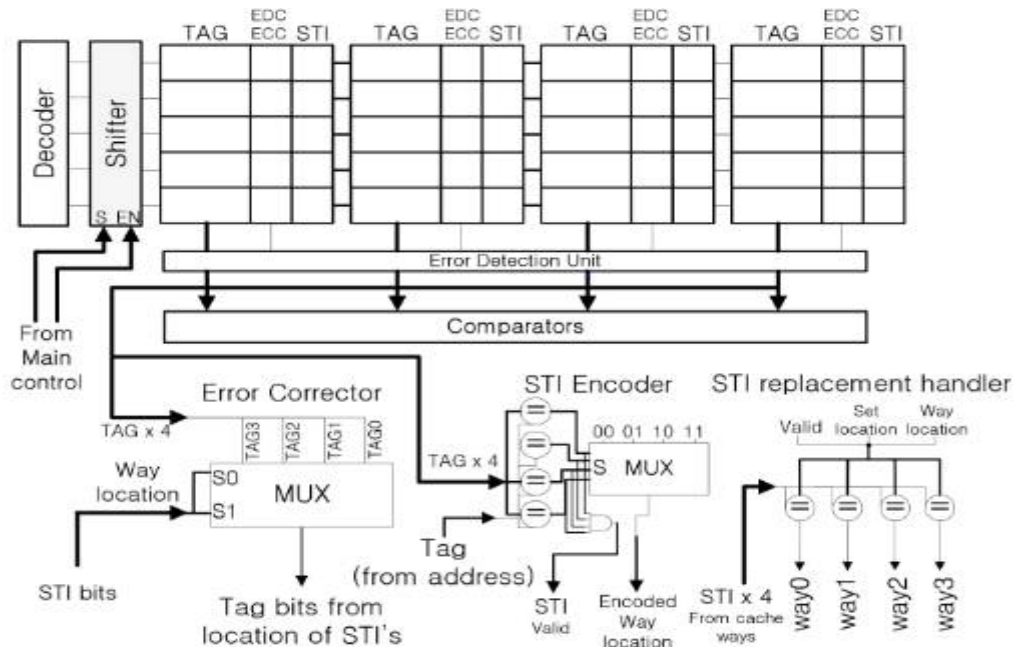 EDC EDC EDC EDC
TAG ECC STI TAG ECC STI TAG ECC STI TAG ECC STI
Decoder
Shifter
S EN
Error Detection Unit
Comparators
From
Main
control
Error Corrector
TAG x 4
TAG3
TAG2
TAG1
TAG0
Way
location
S0
S1
MUX
STI bits
Tag bits from
location of STI's
STI Encoder
00 01 10 11
TAG x 4
S MUX
=
=
=
=
Tag
(from address)
STI
Valid
Encoded
Way
location
STI replacement handler
Set Way
Valid location location
=
=
=
=
STI x 4
From cache
ways
way0
way1
way2
way3